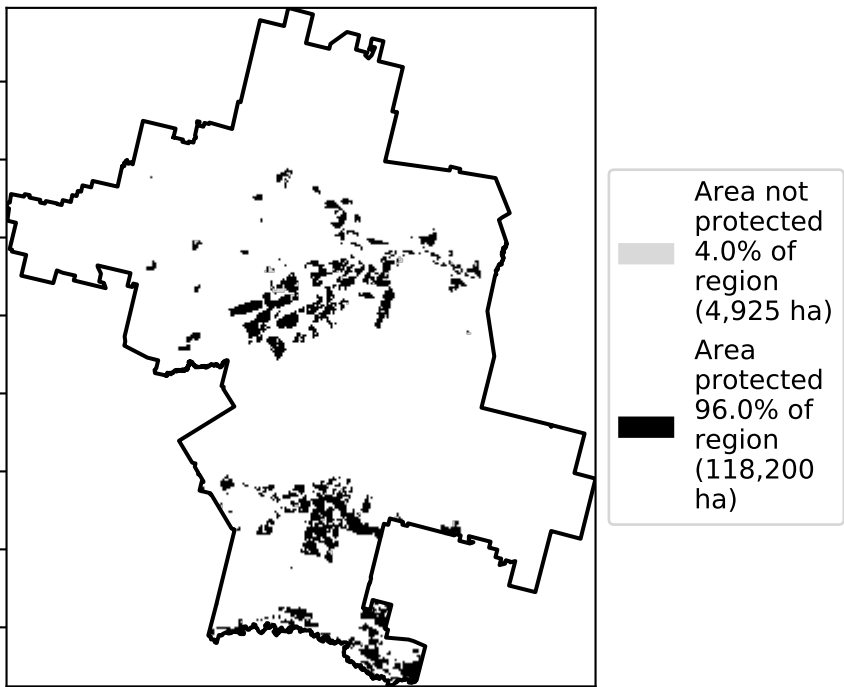 Area not
protected
4.0% of
region
(4,925 ha)
Area
protected
96.0% of
region
(118,200
ha)